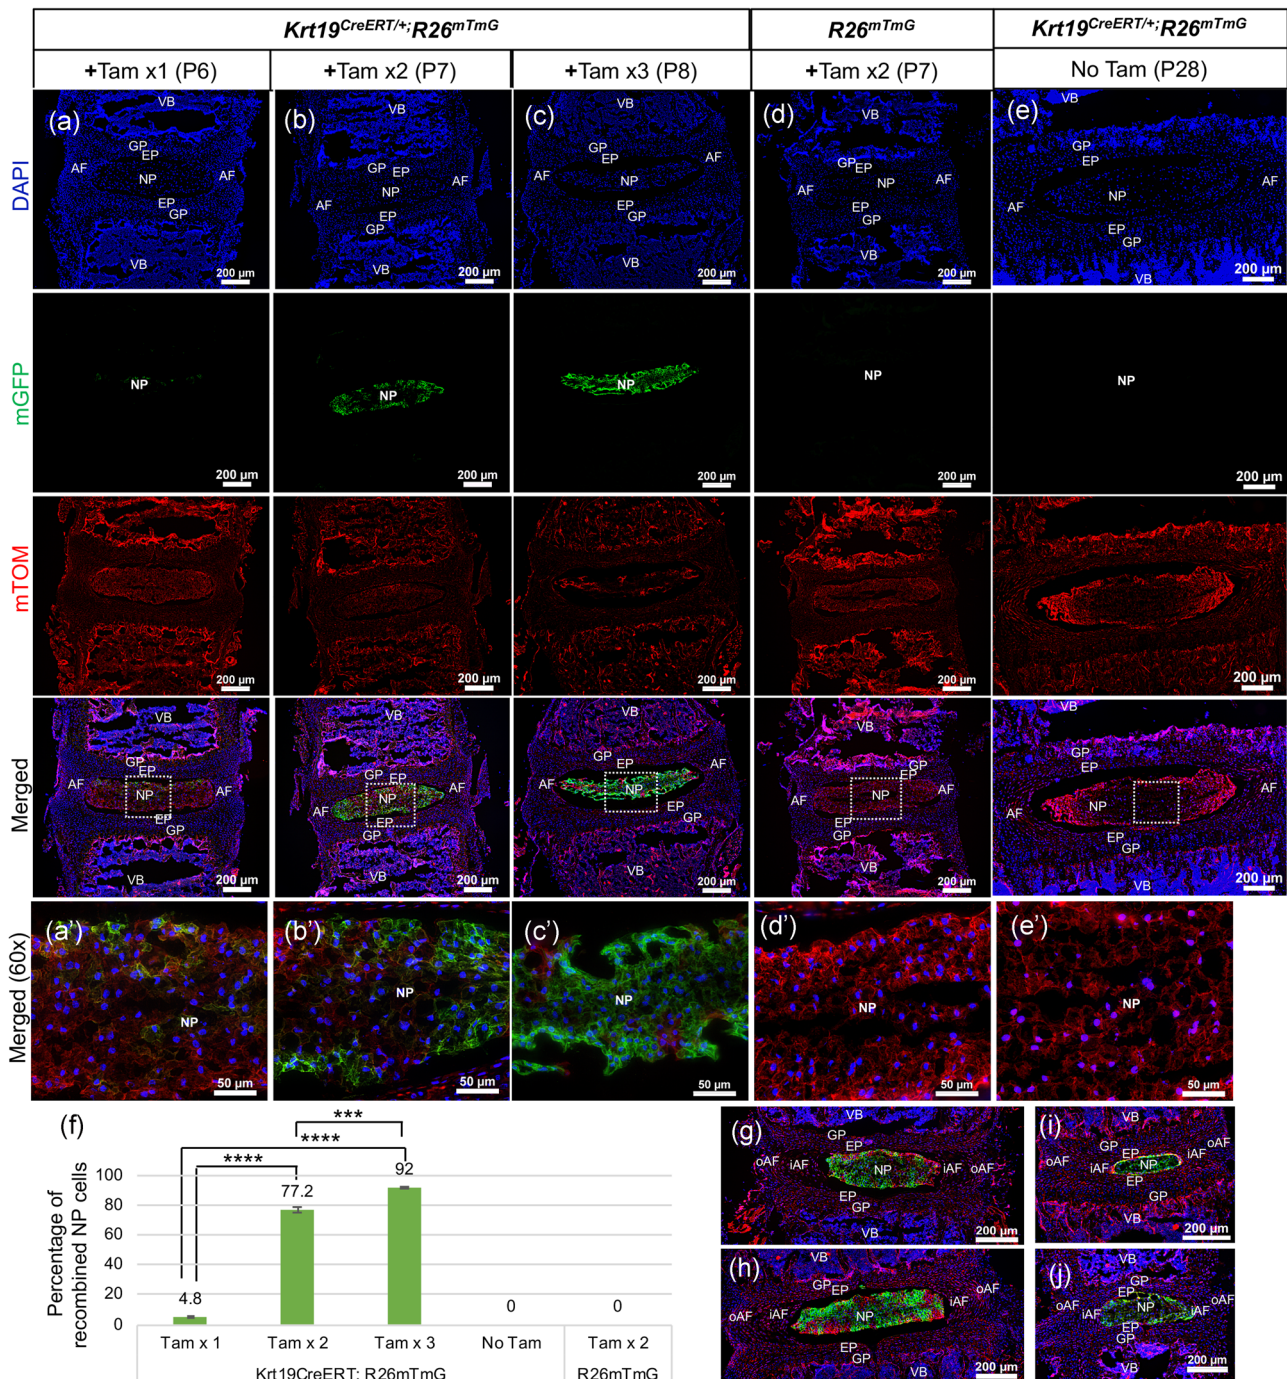 Krt19CreERT/+;R26mTmG R26mTmG Krt19CreERT/+;R26mTmG
+Tam x1 (P6) +Tam x2 (P7) +Tam x3 (P8) +Tam x2 (P7) No Tam (P28)
DAPI
(a) VB GP EP AF NP AF EP GP VB 200 µm
(b) VB GP EP AF NP AF EP GP VB 200 µm
(c) VB GP EP AF AF NP EP GP VB 200 µm
(d) VB GP EP AF NP AF EP GP VB 200 µm
(e) VB GP EP AF NP AF EP GP VB 200 µm
mGFP
NP 200 µm
NP 200 µm
NP 200 µm
NP 200 µm
NP 200 µm
mTOM
200 µm
200 µm
200 µm
200 µm
200 µm
Merged
VB GP EP AF NP AF EP GP VB 200 µm
VB GP EP AF NP AF EP GP VB 200 µm
VB GP EP AF NP AF EP GP VB 200 µm
VB GP EP AF NP AF EP GP VB 200 µm
VB GP EP NP AF AF EP GP VB 200 µm
Merged (60x)
(a’) NP 50 µm
(b’) NP 50 µm
(c’) NP 50 µm
(d’) NP 50 µm
(e’) NP 50 µm
(f)
***
****
****
Percentage of
recombined NP cells
100
80
60
40
20
0
4.8
77.2
92
0
0
Tam x 1 Tam x 2 Tam x 3 No Tam Tam x 2
Krt19CreERT; R26mTmG R26mTmG
(g) VB GP EP oAF iAF NP iAF oAF EP GP VB 200 µm
(i) VB GP EP oAF iAF NP oAF EP GP VB 200 µm
(h) VB GP EP oAF iAF NP iAF oAF EP GP VB 200 µm
(j) VB GP EP oAF iAF NP iAF oAF EP GP VB 200 µm